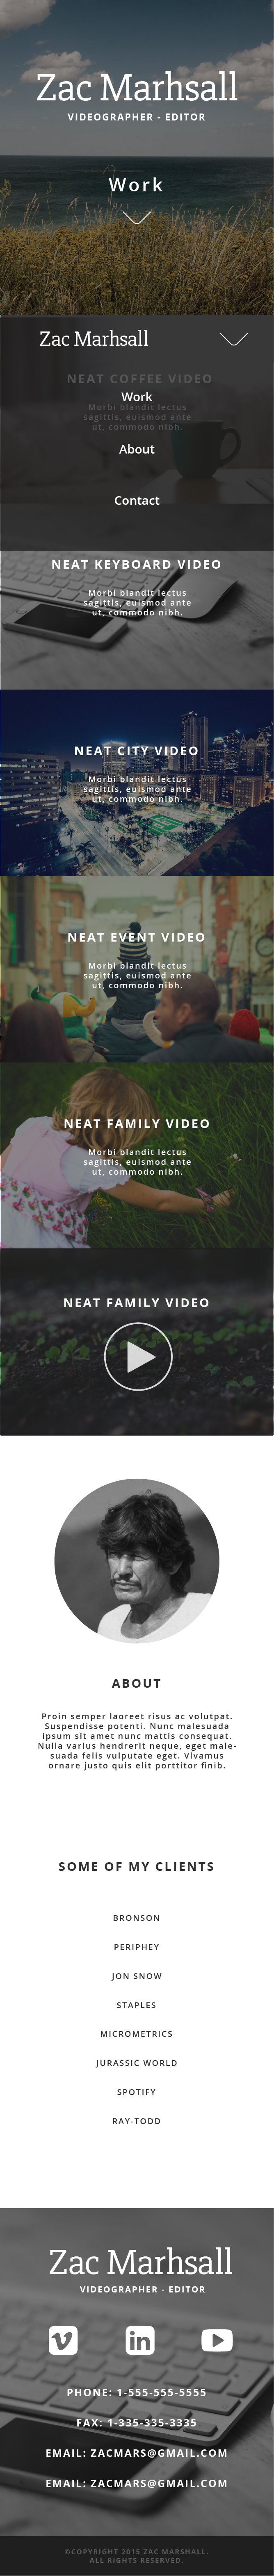 Zac Marhsall
VIDEOGRAPHER - EDITOR
Work
Zac Marhsall
NEAT COFFEE VIDEO
Work
Morbi blandit lectus
sagittis, euismod ante
ut, commodo nibh.
About
Contact
NEAT KEYBOARD VIDEO
Morbi blandit lectus
sagittis, euismod ante
ut, commodo nibh.
NEAT CITY VIDEO
Morbi blandit lectus
sagittis, euismod ante
ut, commodo nibh.
NEAT EVENT VIDEO
Morbi blandit lectus
sagittis, euismod ante
ut, commodo nibh.
NEAT FAMILY VIDEO
Morbi blandit lectus
sagittis, euismod ante
ut, commodo nibh.
NEAT FAMILY VIDEO
ABOUT
Proin semper laoreet risus ac volutpat.
Suspendisse potenti. Nunc malesuada
ipsum sit amet nunc mattis consequat.
Nulla varius hendrerit neque, eget male-
suada felis vulputate eget. Vivamus
ornare justo quis elit porttitor finib.
SOME OF MY CLIENTS
BRONSON
PERIPHEY
JON SNOW
STAPLES
MICROMETRICS
JURASSIC WORLD
SPOTIFY
RAY-TODD
Zac Marhsall
VIDEOGRAPHER - EDITOR
PHONE: 1-555-555-5555
FAX: 1-335-335-3335
EMAIL: ZACMARS@GMAIL.COM
EMAIL: ZACMARS@GMAIL.COM
©COPYRIGHT 2015 ZAC MARSHALL.
ALL RIGHTS RESERVED.